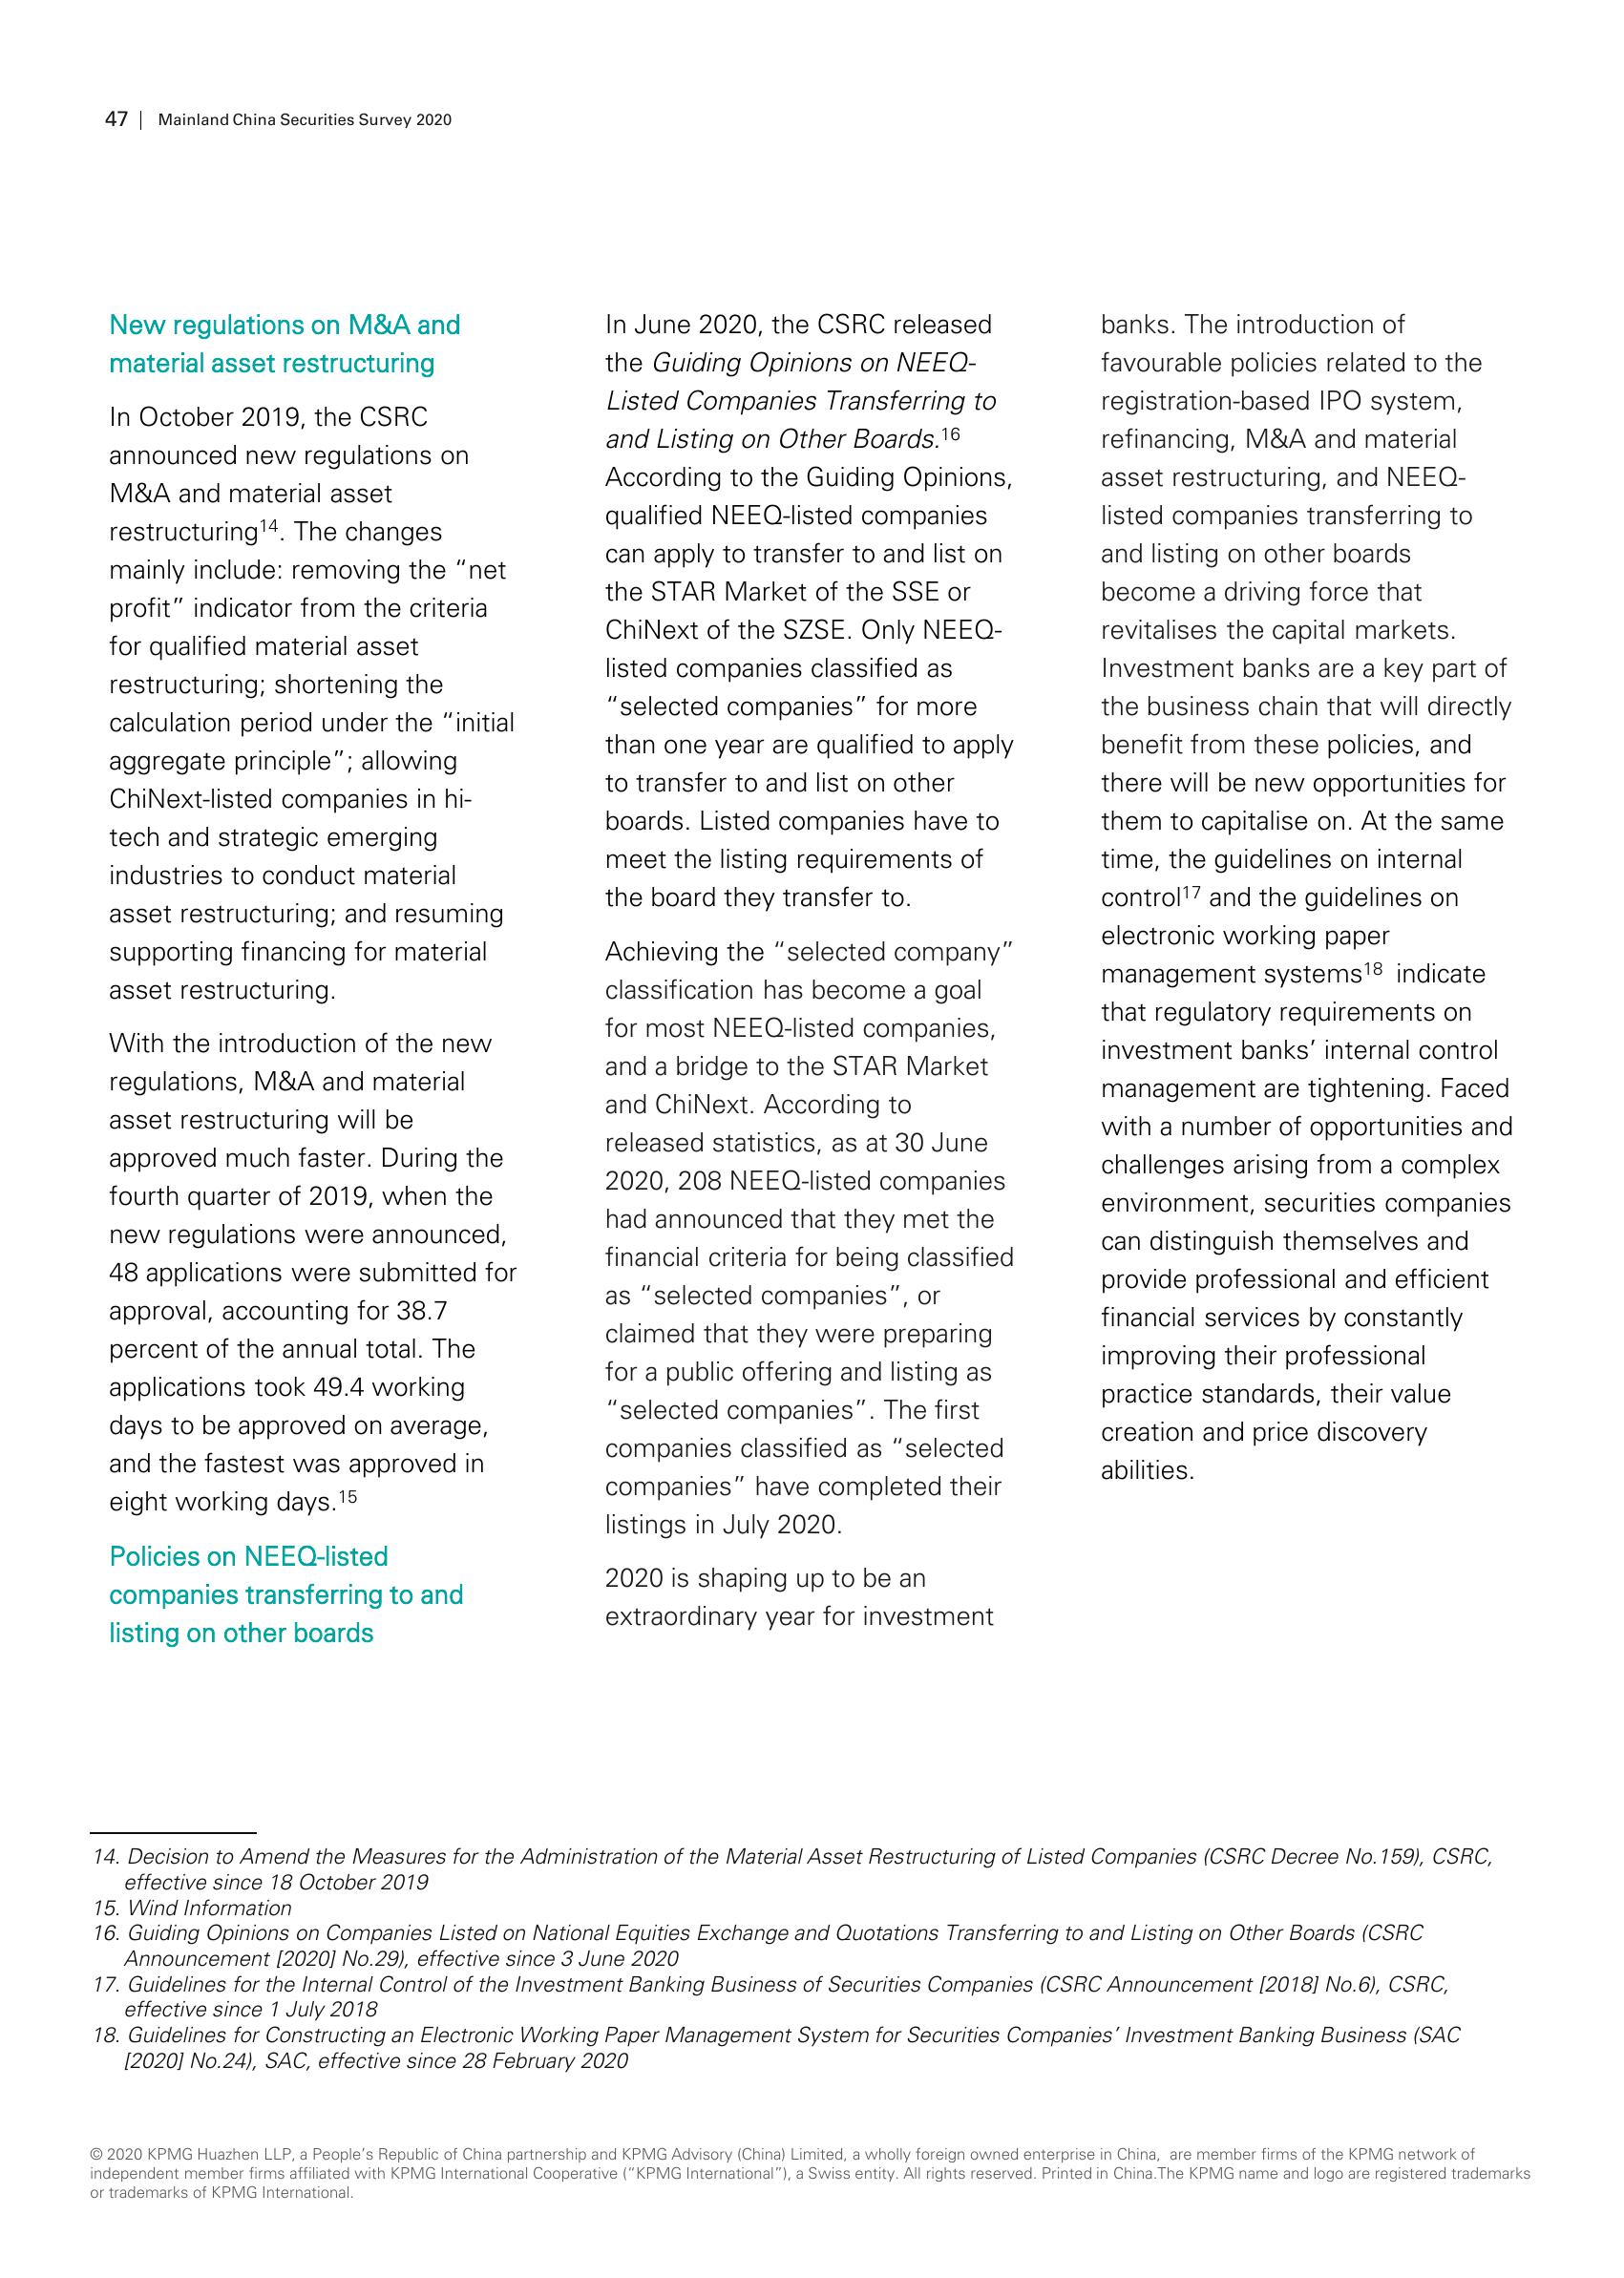 47 | Mainland China Securities Survey 2020
New regulations on M&A and
material asset restructuring
In October 2019, the CSRC
announced new regulations on
M&A and material asset
restructuring14. The changes
mainly include: removing the “net
profit” indicator from the criteria
for qualified material asset
restructuring; shortening the
calculation period under the “initial
aggregate principle”; allowing
ChiNext-listed companies in hi-
tech and strategic emerging
industries to conduct material
asset restructuring; and resuming
supporting financing for material
asset restructuring.
With the introduction of the new
regulations, M&A and material
asset restructuring will be
approved much faster. During the
fourth quarter of 2019, when the
new regulations were announced,
48 applications were submitted for
approval, accounting for 38.7
percent of the annual total. The
applications took 49.4 working
days to be approved on average,
and the fastest was approved in
eight working days.15
Policies on NEEQ-listed
companies transferring to and
listing on other boards
In June 2020, the CSRC released
the Guiding Opinions on NEEQ-
Listed Companies Transferring to
and Listing on Other Boards.16
According to the Guiding Opinions,
qualified NEEQ-listed companies
can apply to transfer to and list on
the STAR Market of the SSE or
ChiNext of the SZSE. Only NEEQ-
listed companies classified as
“selected companies” for more
than one year are qualified to apply
to transfer to and list on other
boards. Listed companies have to
meet the listing requirements of
the board they transfer to.
Achieving the “selected company”
classification has become a goal
for most NEEQ-listed companies,
and a bridge to the STAR Market
and ChiNext. According to
released statistics, as at 30 June
2020, 208 NEEQ-listed companies
had announced that they met the
financial criteria for being classified
as “selected companies”, or
claimed that they were preparing
for a public offering and listing as
“selected companies”. The first
companies classified as “selected
companies” have completed their
listings in July 2020.
2020 is shaping up to be an
extraordinary year for investment
banks. The introduction of
favourable policies related to the
registration-based IPO system,
refinancing, M&A and material
asset restructuring, and NEEQ-
listed companies transferring to
and listing on other boards
become a driving force that
revitalises the capital markets.
Investment banks are a key part of
the business chain that will directly
benefit from these policies, and
there will be new opportunities for
them to capitalise on. At the same
time, the guidelines on internal
control17 and the guidelines on
electronic working paper
management systems18 indicate
that regulatory requirements on
investment banks’ internal control
management are tightening. Faced
with a number of opportunities and
challenges arising from a complex
environment, securities companies
can distinguish themselves and
provide professional and efficient
financial services by constantly
improving their professional
practice standards, their value
creation and price discovery
abilities.
14. Decision to Amend the Measures for the Administration of the Material Asset Restructuring of Listed Companies (CSRC Decree No.159), CSRC,
effective since 18 October 2019
15. Wind Information
16. Guiding Opinions on Companies Listed on National Equities Exchange and Quotations Transferring to and Listing on Other Boards (CSRC
Announcement [2020] No.29), effective since 3 June 2020
17. Guidelines for the Internal Control of the Investment Banking Business of Securities Companies (CSRC Announcement [2018] No.6), CSRC,
effective since 1 July 2018
18. Guidelines for Constructing an Electronic Working Paper Management System for Securities Companies’ Investment Banking Business (SAC
[2020] No.24), SAC, effective since 28 February 2020
© 2020 KPMG Huazhen LLP, a People’s Republic of China partnership and KPMG Advisory (China) Limited, a wholly foreign owned enterprise in China, are member firms of the KPMG network of
independent member firms affiliated with KPMG International Cooperative (“KPMG International”), a Swiss entity. All rights reserved. Printed in China.The KPMG name and logo are registered trademarks
or trademarks of KPMG International.